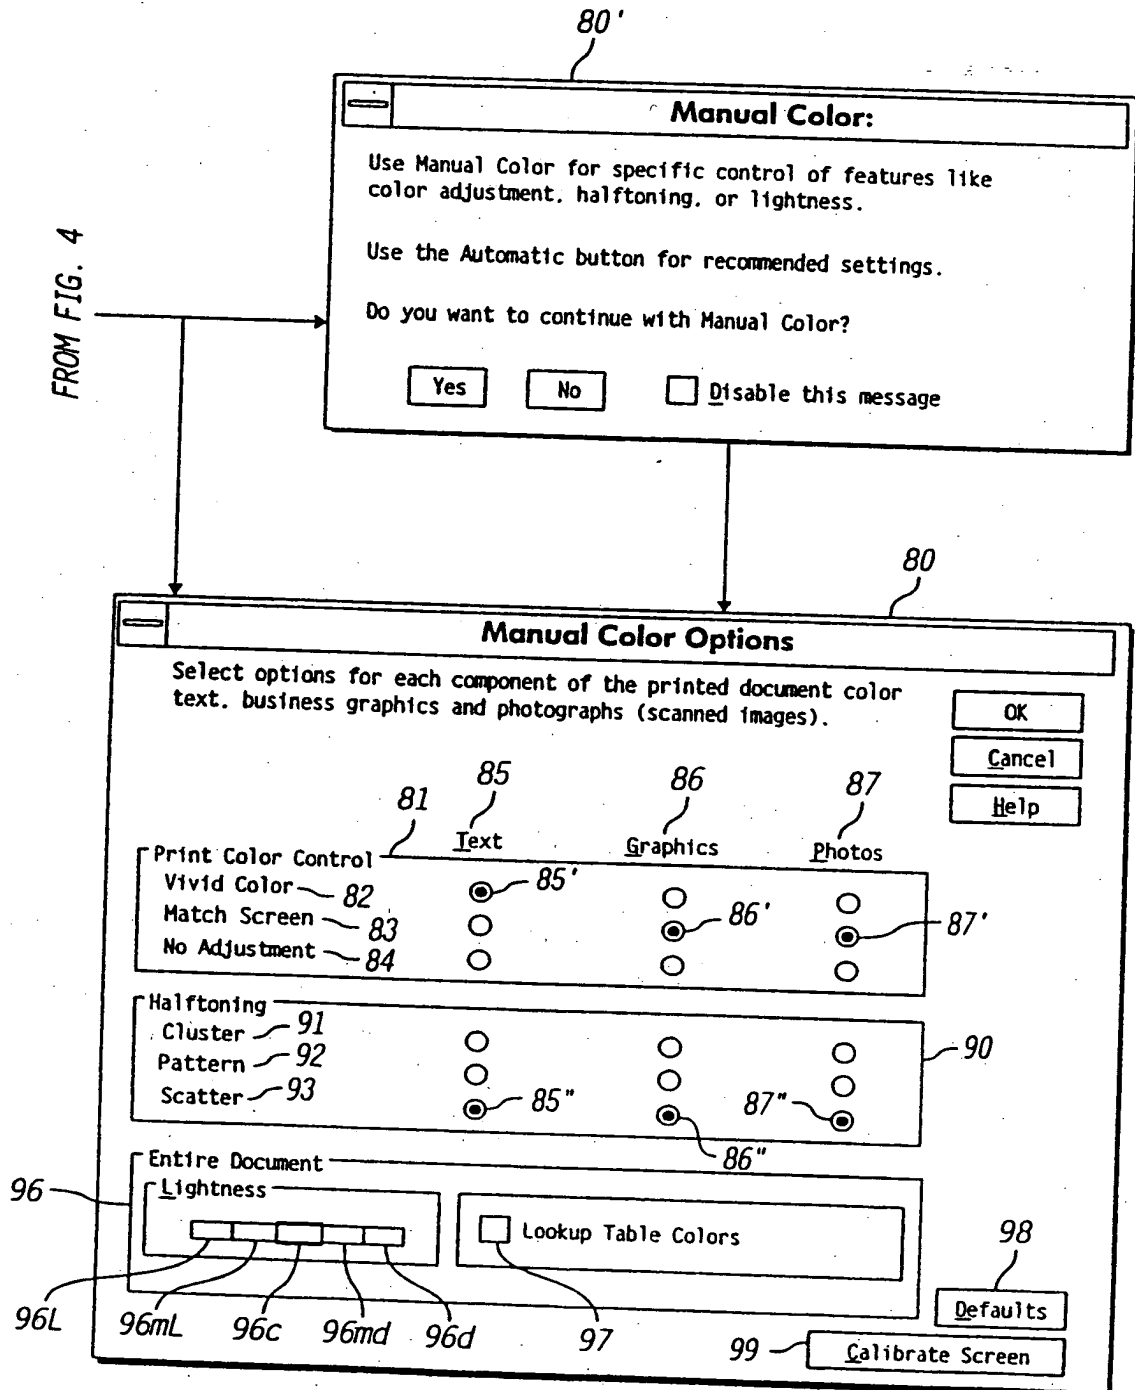 80'
Manual Color:
Use Manual Color for specific control of features like
color adjustment. halftoning. or lightness.
Use the Automatic button for recommended settings.
Do you want to continue with Manual Color?
Yes No Disable this message
FROM FIG. 4
80
Manual Color Options
Select options for each component of the printed document color
text. business graphics and photographs (scanned images).
OK
Cancel
Help
81 85 86 87
Text Graphics Photos
Print Color Control
Vivid Color 82 85'
Match Screen 83 86' 87'
No Adjustment 84
Halftoning
Cluster 91
Pattern 92 90
Scatter 93 85" 86" 87"
Entire Document
96
Lightness
Lookup Table Colors
96L 96mL 96c 96md 96d 97
98
Defaults
99 Calibrate Screen